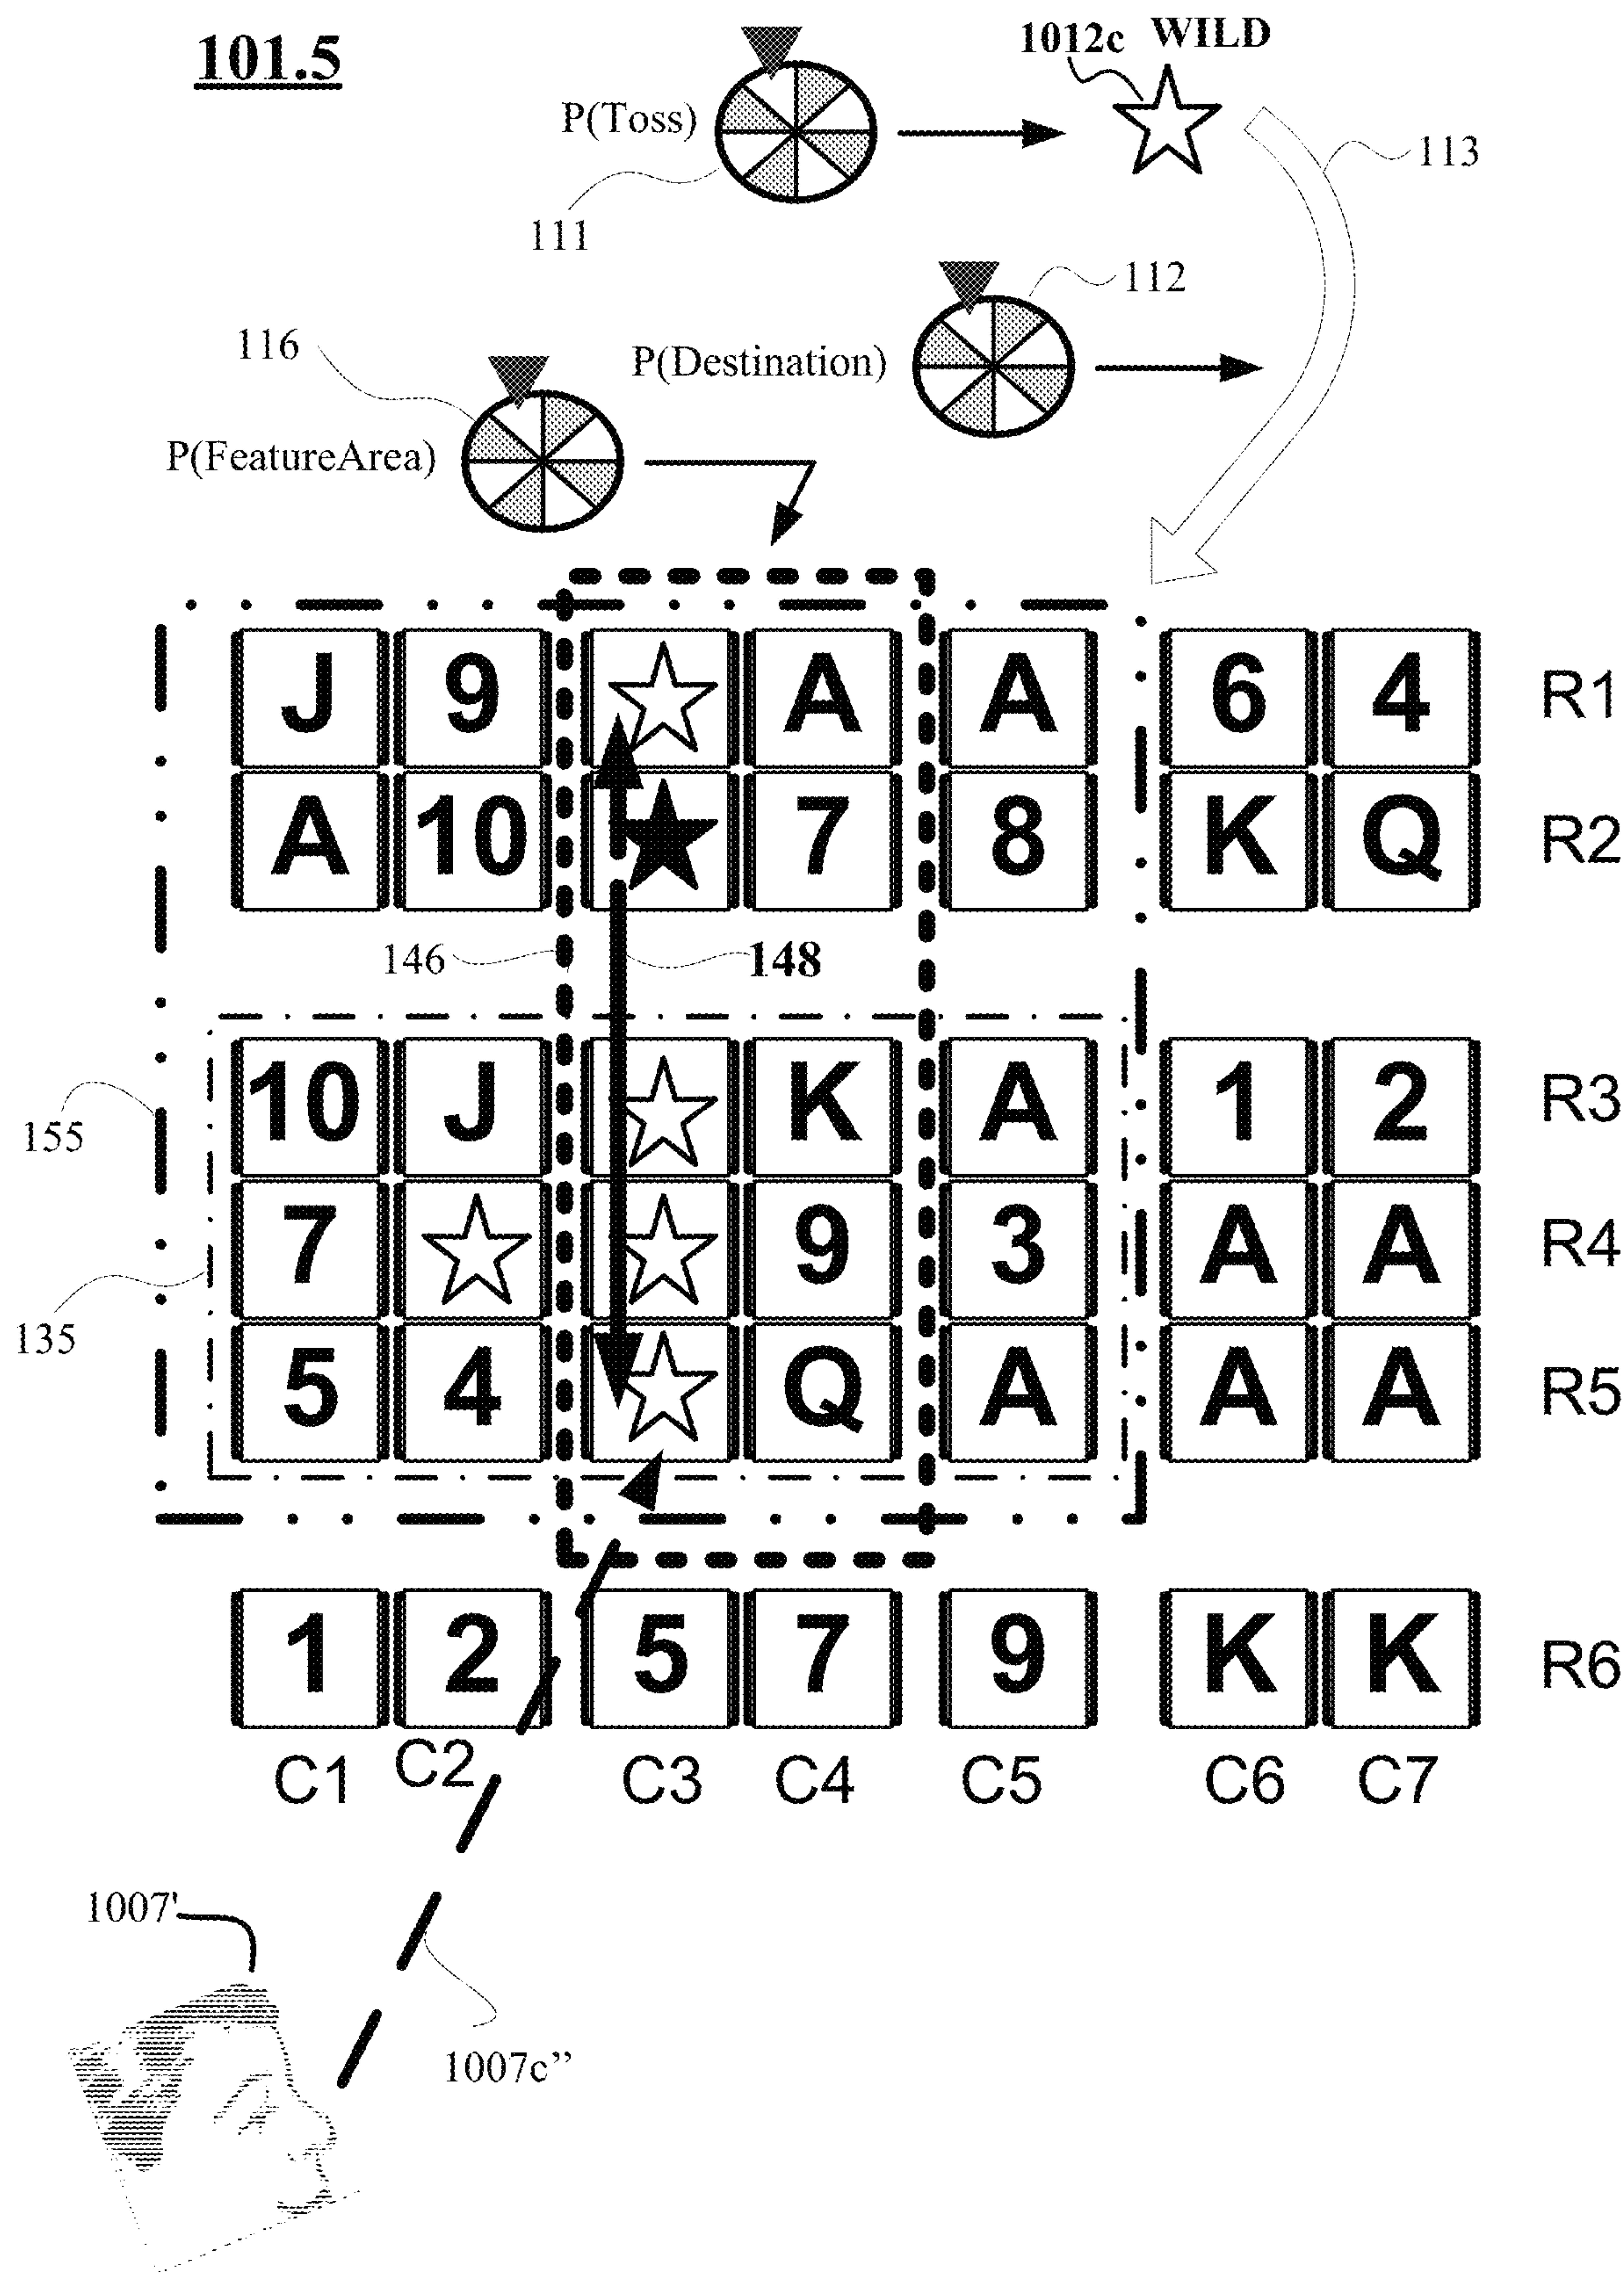 101.5
1012c WILD
P(Toss)
113
111
112
116
P(Destination)
P(FeatureArea)
J 9 A A 6 4 R1
A 10 7 8 K Q R2
146 148
10 J K A 1 2 R3
155
7 9 3 A A R4
135
5 4 Q A A A R5
1 2 5 7 9 K K R6
C1 C2 C3 C4 C5 C6 C7
1007'
1007c”